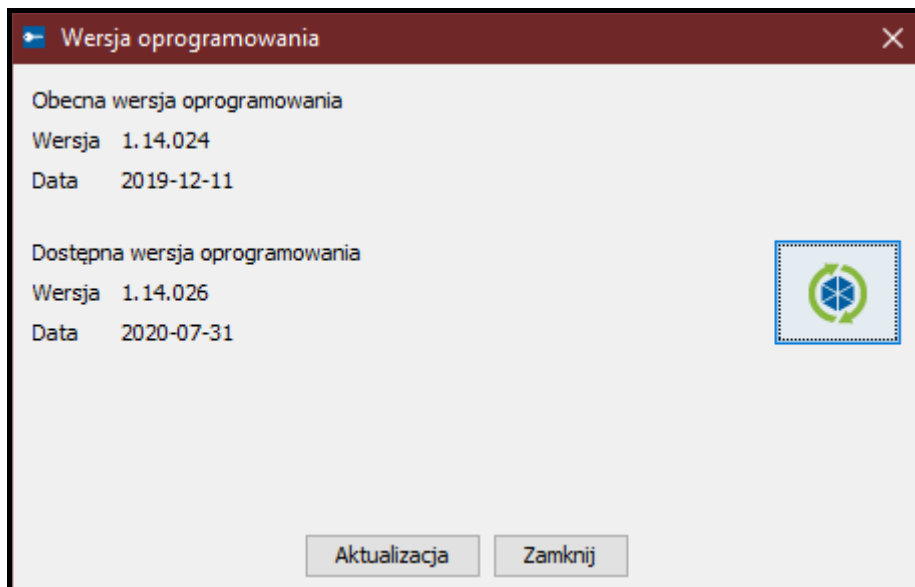 Wersja oprogramowania
Obecna wersja oprogramowania
Wersja 1.14.024
Data 2019-12-11
Dostępna wersja oprogramowania
Wersja 1.14.026
Data 2020-07-31
Aktualizacja Zamknij